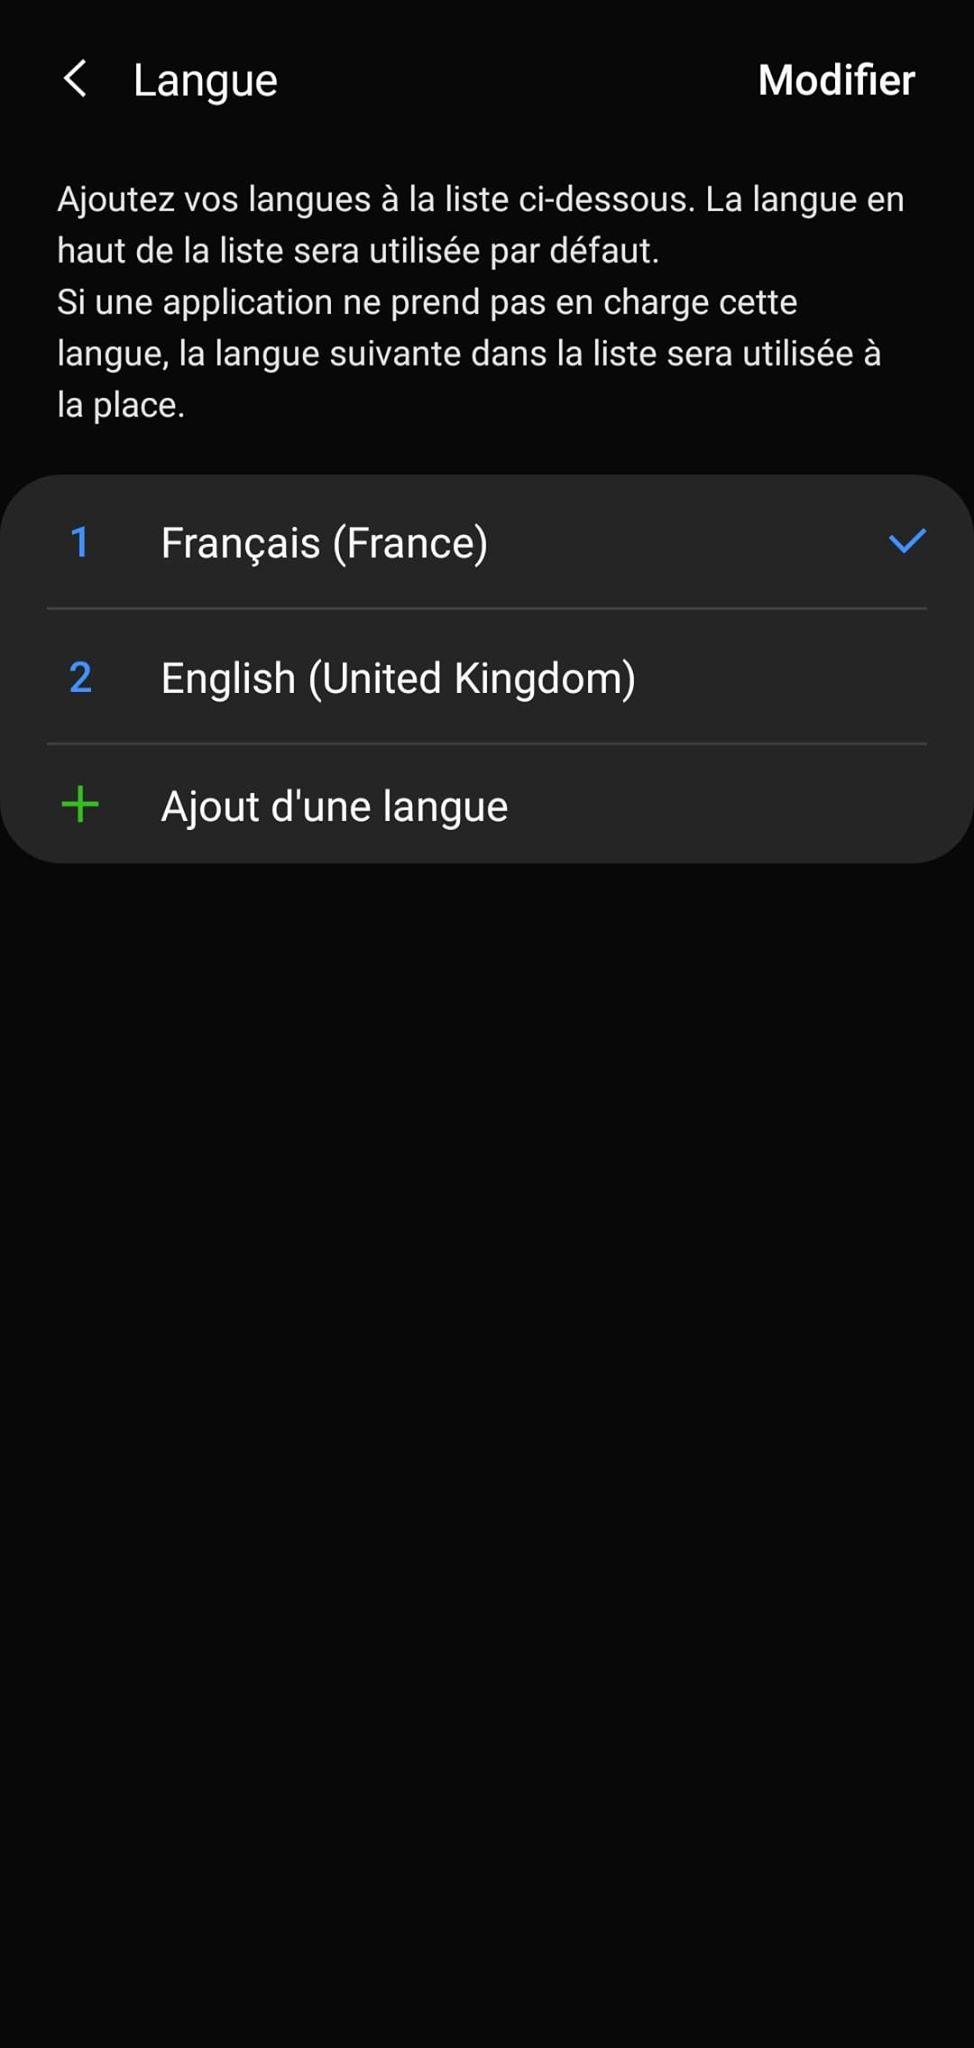 Langue
Modifier
Ajoutez vos langues à la liste ci-dessous. La langue en
haut de la liste sera utilisée par défaut.
Si une application ne prend pas en charge cette
langue, la langue suivante dans la liste sera utilisée à
la place.
1 Français (France)
2 English (United Kingdom)
Ajout d'une langue